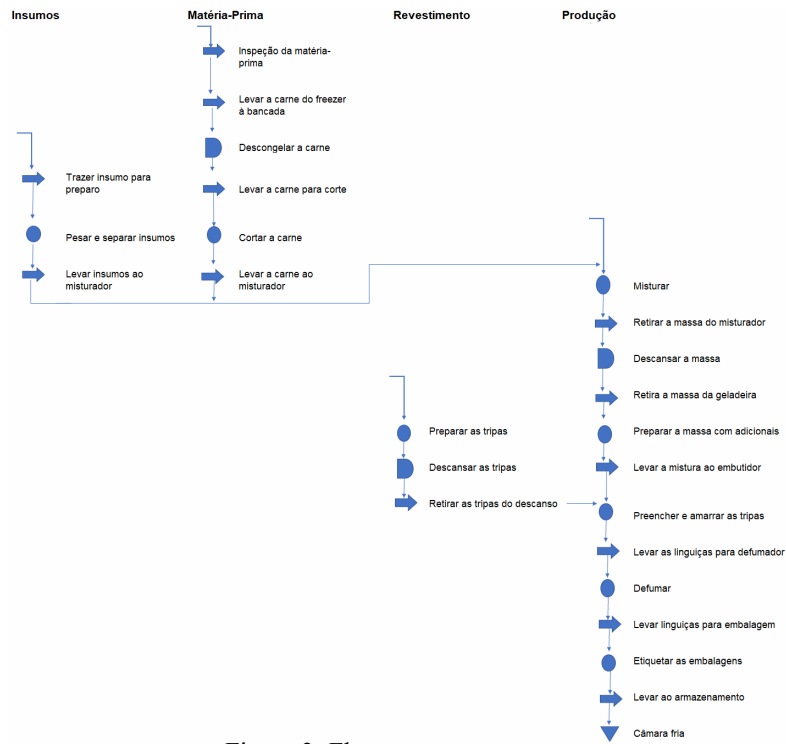 Insumos
Matéria-Prima
Revestimento
Produção
Trazer insumo para
preparo
Pesar e separar insumos
Levar insumos ao
misturador
Inspeção da matéria-
prima
Levar a carne do freezer
à bancada
Descongelar a carne
Levar a carne para corte
Cortar a carne
Levar a carne ao
misturador
Preparar as tripas
Descansar as tripas
Retirar as tripas do descanso
Misturar
Retirar a massa do misturador
Descansar a massa
Retira a massa da geladeira
Preparar a massa com adicionais
Levar a mistura ao embutidor
Preencher e amarrar as tripas
Levar as linguiças para defumador
Defumar
Levar linguiças para embalagem
Etiquetar as embalagens
Levar ao armazenamento
Câmara fria